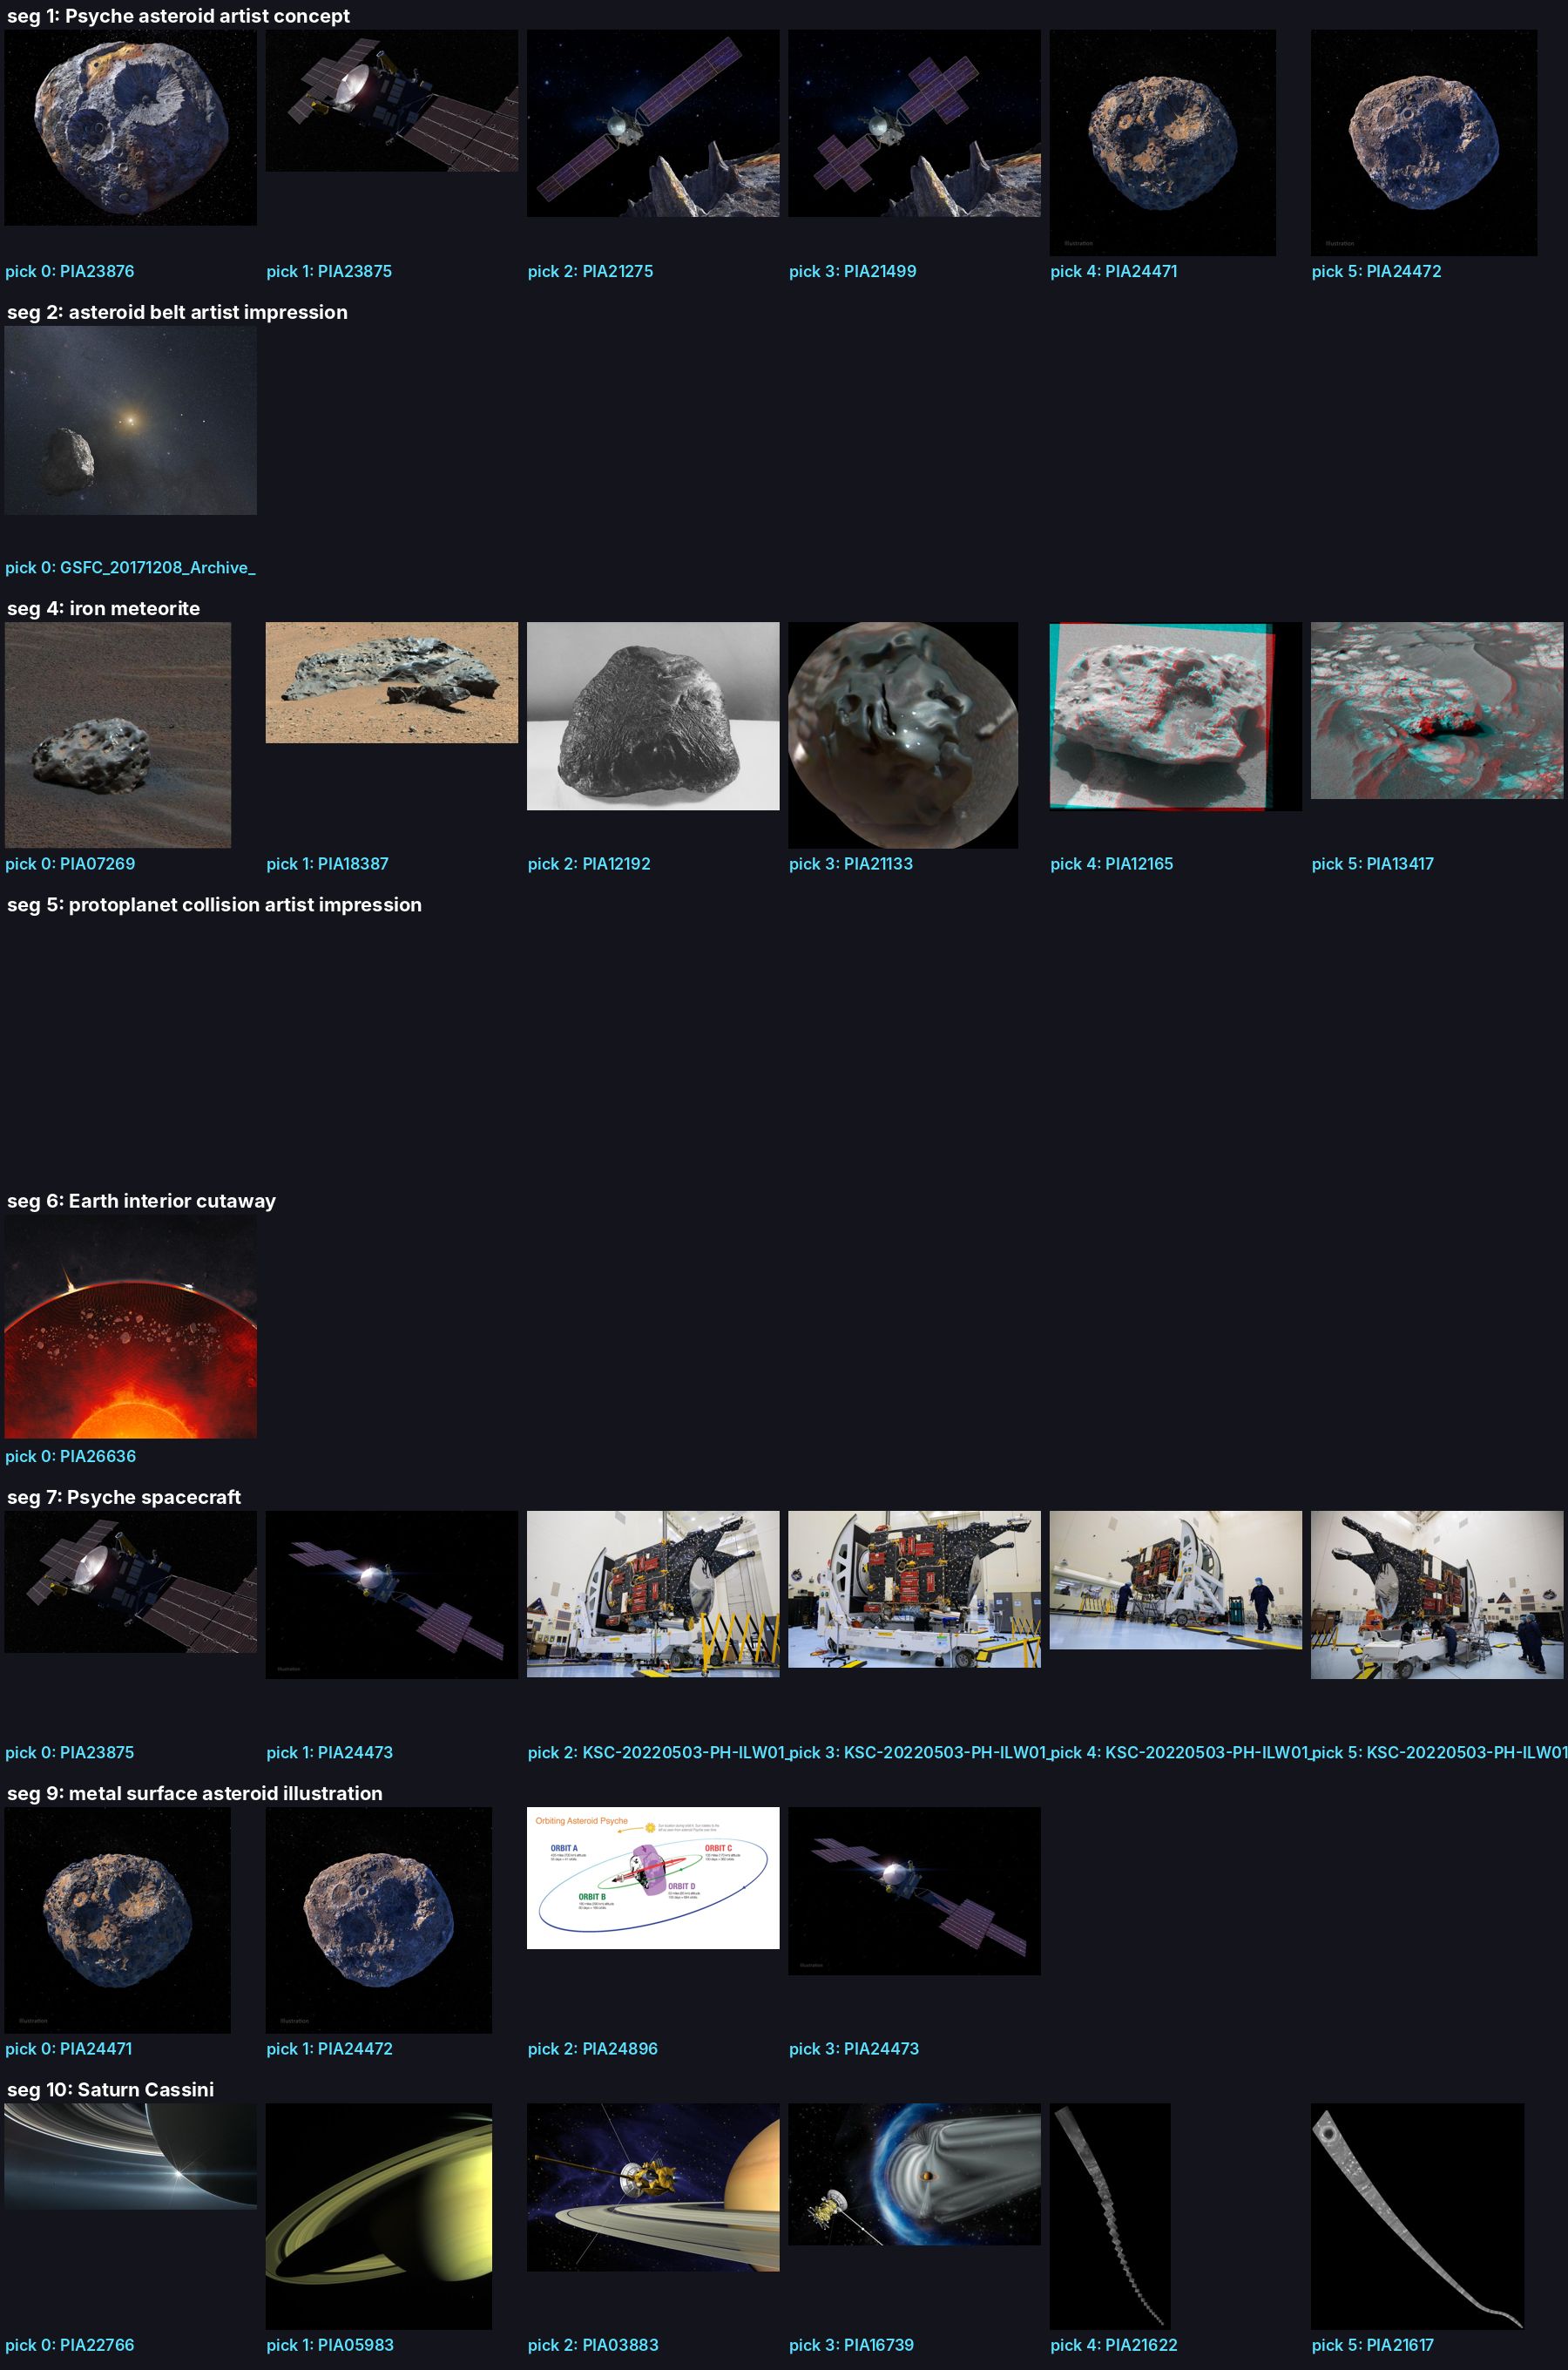 seg 1: Psyche asteroid artist concept
Illustration
Illustration
pick 0: PIA23876
pick 1: PIA23875
pick 2: PIA21275
pick 3: PIA21499
pick 4: PIA24471
pick 5: PIA24472
seg 2: asteroid belt artist impression
pick 0: GSFC_20171208_Archive_
seg 4: iron meteorite
pick 0: PIA07269
pick 1: PIA18387
pick 2: PIA12192
pick 3: PIA21133
pick 4: PIA12165
pick 5: PIA13417
seg 5: protoplanet collision artist impression
seg 6: Earth interior cutaway
pick 0: PIA26636
seg 7: Psyche spacecraft
Illustration
pick 0: PIA23875
pick 1: PIA24473
pick 2: KSC-20220503-PH-ILW01_
pick 3: KSC-20220503-PH-ILW01_
pick 4: KSC-20220503-PH-ILW01_
pick 5: KSC-20220503-PH-ILW01
seg 9: metal surface asteroid illustration
Orbiting Asteroid Psyche
ORBIT A
ORBIT C
ORBIT D
ORBIT B
Illustration
Illustration
Illustration
pick 0: PIA24471
pick 1: PIA24472
pick 2: PIA24896
pick 3: PIA24473
seg 10: Saturn Cassini
pick 0: PIA22766
pick 1: PIA05983
pick 2: PIA03883
pick 3: PIA16739
pick 4: PIA21622
pick 5: PIA21617